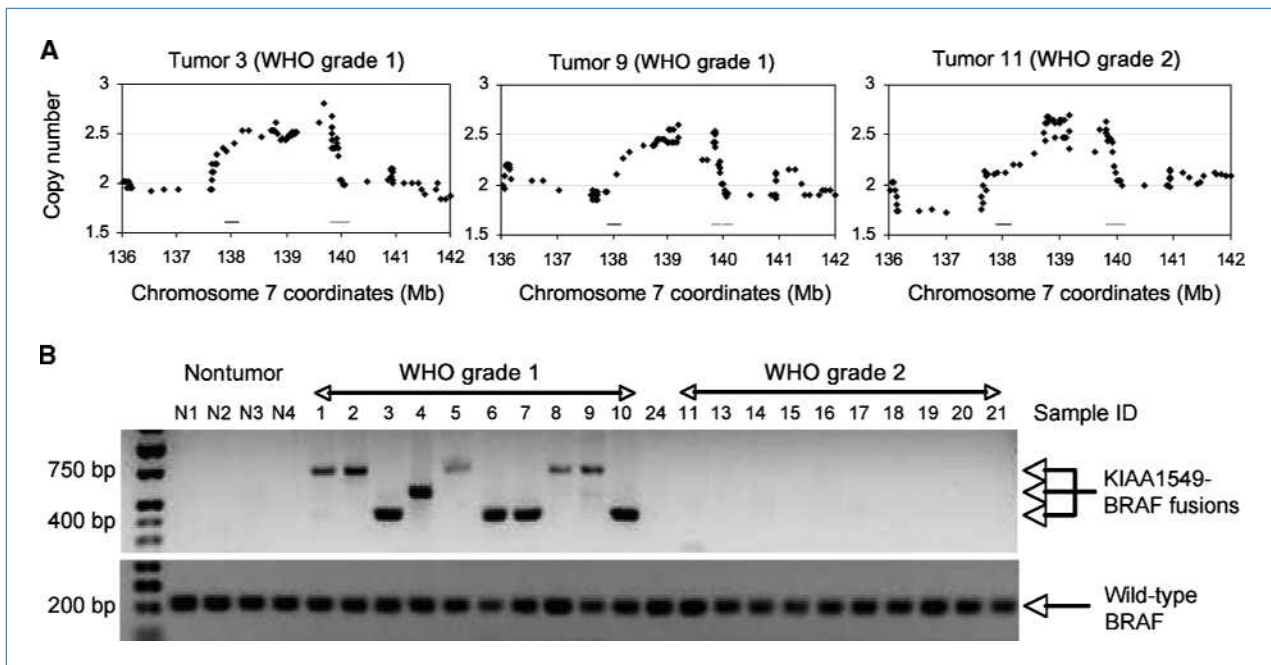 A
Tumor 3 (WHO grade 1)
Tumor 9 (WHO grade 1)
Tumor 11 (WHO grade 2)
Copy number
3
2.5
2
1.5
136 137 138 139 140 141 142
3
2.5
2
1.5
136 137 138 139 140 141 142
3
2.5
2
1.5
136 137 138 139 140 141 142
Chromosome 7 coordinates (Mb)
Chromosome 7 coordinates (Mb)
Chromosome 7 coordinates (Mb)
B
Nontumor
WHO grade 1
WHO grade 2
N1 N2 N3 N4 1 2 3 4 5 6 7 8 9 10 24 11 13 14 15 16 17 18 19 20 21 Sample ID
750 bp
400 bp
KIAA1549-
BRAF fusions
200 bp
Wild-type
BRAF